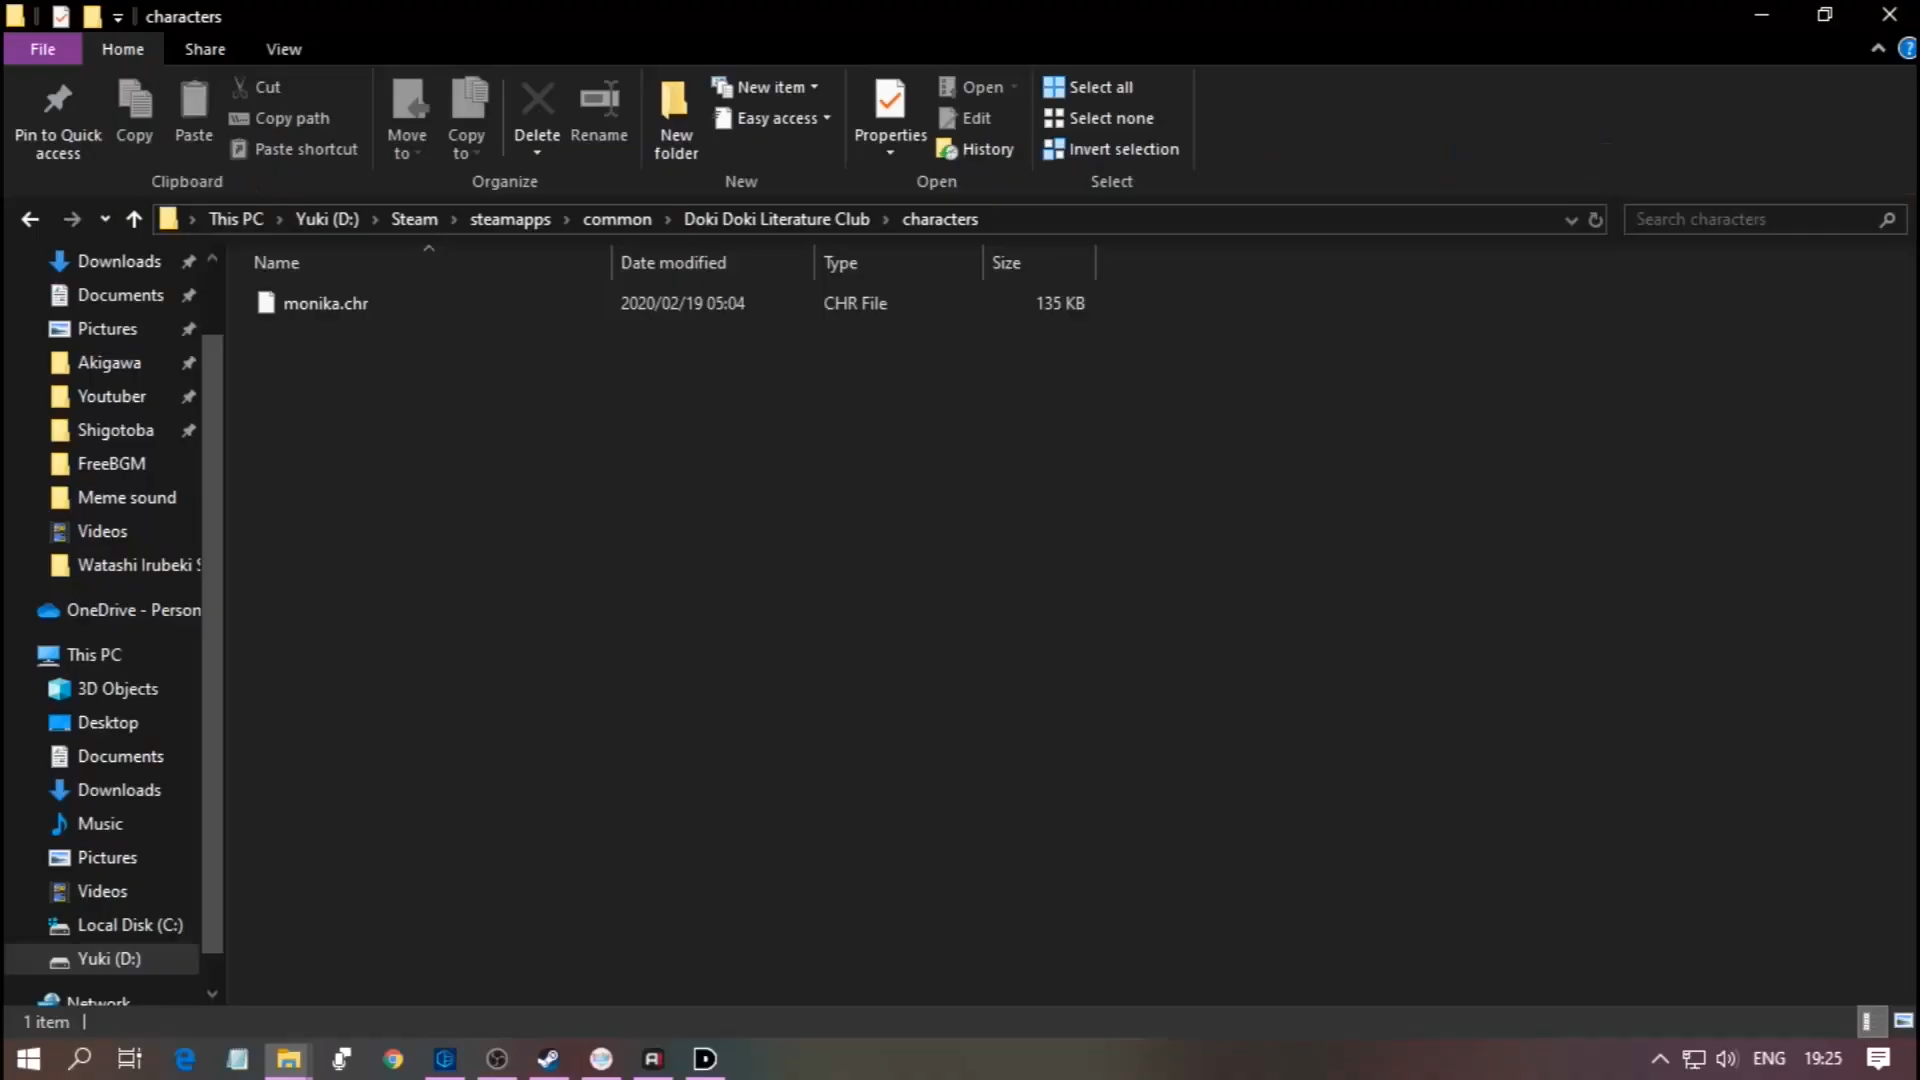 characters
File
Home
Share
View
Pin to Quick access
Copy
Paste
Cut
Copy path
Paste shortcut
Clipboard
Move to
Copy to
Delete
Rename
Organize
New folder
New item
Easy access
New
Properties
Open
Edit
History
Open
Select all
Select none
Invert selection
Select
This PC > Yuki (D:) > Steam > steamapps > common > Doki Doki Literature Club > characters
Search characters
Downloads
Documents
Pictures
Akigawa
Youtuber
Shigotoba
FreeBGM
Meme sound
Videos
Watashi Irubeki S
OneDrive - Person
This PC
3D Objects
Desktop
Documents
Downloads
Music
Pictures
Videos
Local Disk (C:)
Yuki (D:)
Network
Name Date modified Type Size
monika.chr 2020/02/19 05:04 CHR File 135 KB
1 item
ENG 19:25